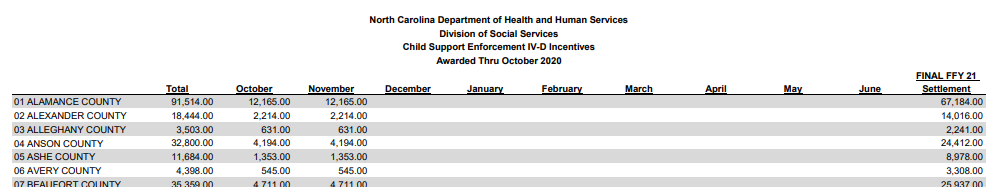 North Carolina Department of Health and Human Services
Division of Social Services
Child Support Enforcement IV-D Incentives
Awarded Thru October 2020
FINAL FFY 21
Total October November December January February March April May June Settlement
01 ALAMANCE COUNTY 91,514.00 12,165.00 12,165.00 67,184.00
02 ALEXANDER COUNTY 18,444.00 2,214.00 2,214.00 14,016.00
03 ALLEGHANY COUNTY 3,503.00 631.00 631.00 2,241.00
04 ANSON COUNTY 32,800.00 4,194.00 4,194.00 24,412.00
05 ASHE COUNTY 11,684.00 1,353.00 1,353.00 8,978.00
06 AVERY COUNTY 4,398.00 545.00 545.00 3,308.00
07 BEAUFORT COUNTY 35,359.00 4,711.00 4,711.00 25,937.00